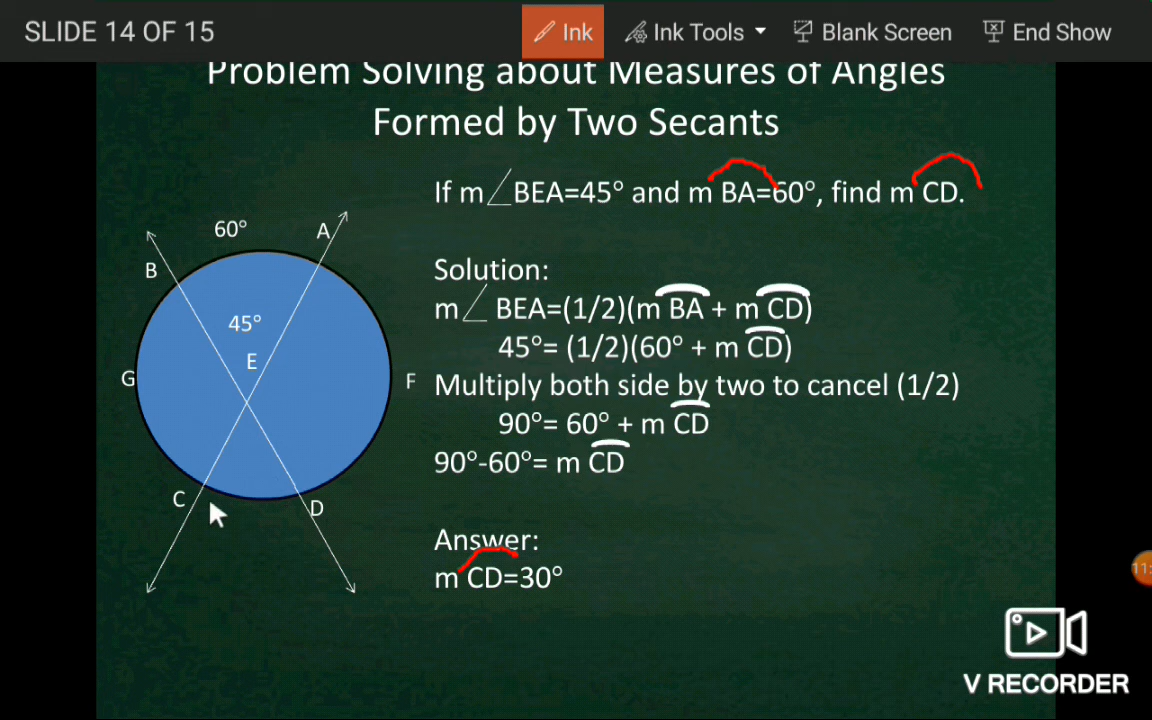 SLIDE 14 OF 15
Ink
Ink Tools
Blank Screen
End Show
Problem Solving about Measures of Angles
Formed by Two Secants
If m∠BEA=45° and m BA=60°, find m CD.
60°
A
B
45°
E
G
F
C
D
Solution:
m∠ BEA=(1/2)(m BA + m CD)
45°= (1/2)(60° + m CD)
Multiply both side by two to cancel (1/2)
90°= 60° + m CD
90°-60°= m CD
Answer:
m CD=30°
V RECORDER